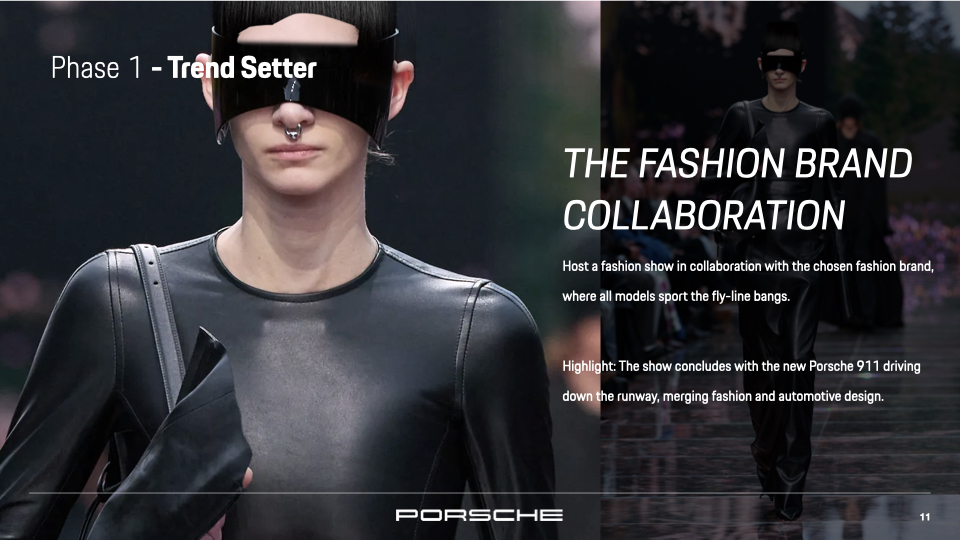 Phase 1 - Trend Setter
THE FASHION BRAND
COLLABORATION
Host a fashion show in collaboration with the chosen fashion brand,
where all models sport the fly-line bangs.
Highlight: The show concludes with the new Porsche 911 driving
down the runway, merging fashion and automotive design.
PORSCHE
11